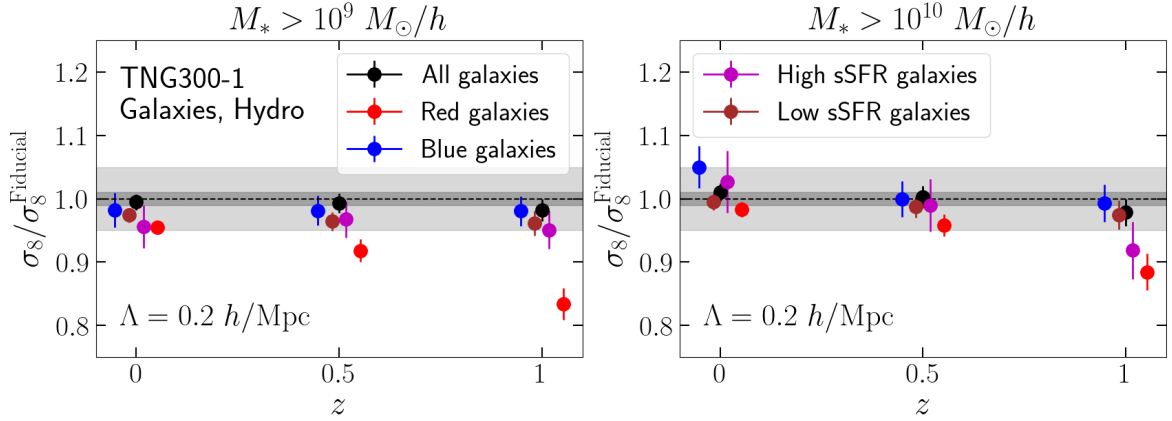 M_* > 10^9 M_⊙/h
TNG300-1
Galaxies, Hydro
All galaxies
Red galaxies
Blue galaxies
σ_8/σ_8^Fiducial
1.2
1.1
1.0
0.9
0.8
Λ = 0.2 h/Mpc
0
0.5
1
z
M_* > 10^10 M_⊙/h
High sSFR galaxies
Low sSFR galaxies
σ_8/σ_8^Fiducial
1.2
1.1
1.0
0.9
0.8
Λ = 0.2 h/Mpc
0
0.5
1
z